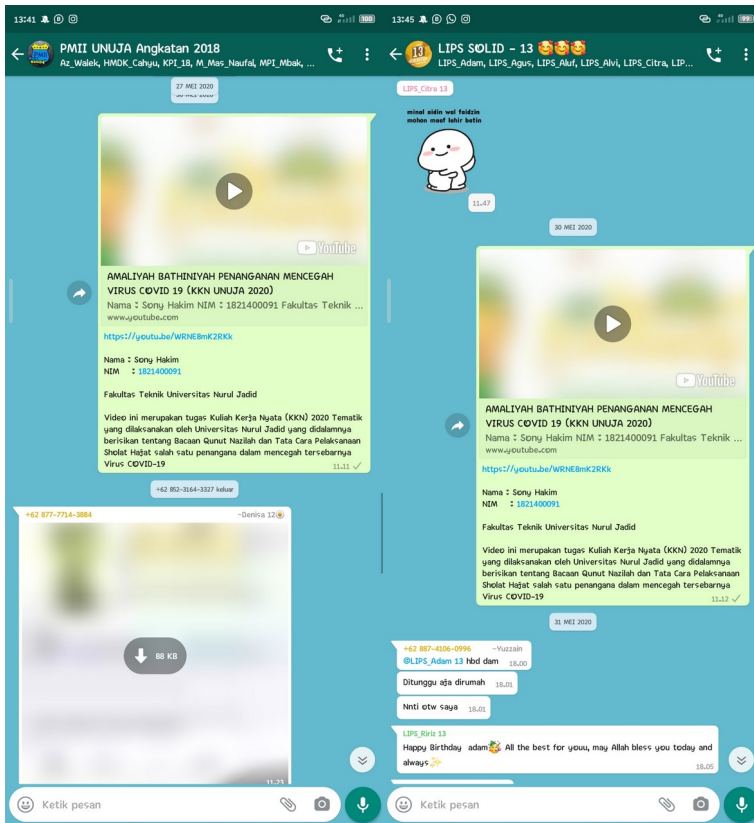 13:41
100
PMII UNUJA Angkatan 2018
Az_Walek, HMDK_Cahyu, KPI_18, M_Mas_Naufal, MPI_Mbak, ...
27 MEI 2020
YouTube
AMALIYAH BATHINIYAH PENANGANAN MENCEGAH
VIRUS COVID 19 (KKN UNUJA 2020)
Nama : Sony Hakim NIM : 1821400091 Fakultas Teknik ...
www.youtube.com
https://youtu.be/WRNEBmK2RKk
Nama : Sony Hakim
NIM : 1821400091
Fakultas Teknik Universitas Nurul Jadid
Video ini merupakan tugas Kuliah Kerja Nyata (KKN) 2020 Tematik
yang dilaksanakan oleh Universitas Nurul Jadid yang didalamnya
berisikan tentang Bacaan Qunut Nazilah dan Tata Cara Pelaksanaan
Sholat Hajat salah satu penangana dalam mencegah tersebarnya
Virus COVID-19
11.11
+62 852-3164-3327 keluar
+62 877-7714-3884 ~Denisa 12
88 KB
11.23
Ketik pesan
13:45
99
LIPS SOLID - 13
LIPS_Adam, LIPS_Agus, LIPS_Aluf, LIPS_Alvi, LIPS_Citra, LIP...
LIPS_Citra 13
minal aidin wal faidzin
mohon maaf lahir batin
11.47
30 MEI 2020
YouTube
AMALIYAH BATHINIYAH PENANGANAN MENCEGAH
VIRUS COVID 19 (KKN UNUJA 2020)
Nama : Sony Hakim NIM : 1821400091 Fakultas Teknik ...
www.youtube.com
https://youtu.be/WRNEBmK2RKk
Nama : Sony Hakim
NIM : 1821400091
Fakultas Teknik Universitas Nurul Jadid
Video ini merupakan tugas Kuliah Kerja Nyata (KKN) 2020 Tematik
yang dilaksanakan oleh Universitas Nurul Jadid yang didalamnya
berisikan tentang Bacaan Qunut Nazilah dan Tata Cara Pelaksanaan
Sholat Hajat salah satu penangana dalam mencegah tersebarnya
Virus COVID-19
11.12
31 MEI 2020
+62 887-4106-0996 ~Yuzzain
@LIPS_Adam 13 hbd dam 18.00
Ditunggu aja dirumah 18.01
Nnti otw saya 18.01
LIPS_Ririz 13
Happy Birthday adam🥰 All the best for youu, may Allah bless you today and
always✨ 18.05
Ketik pesan